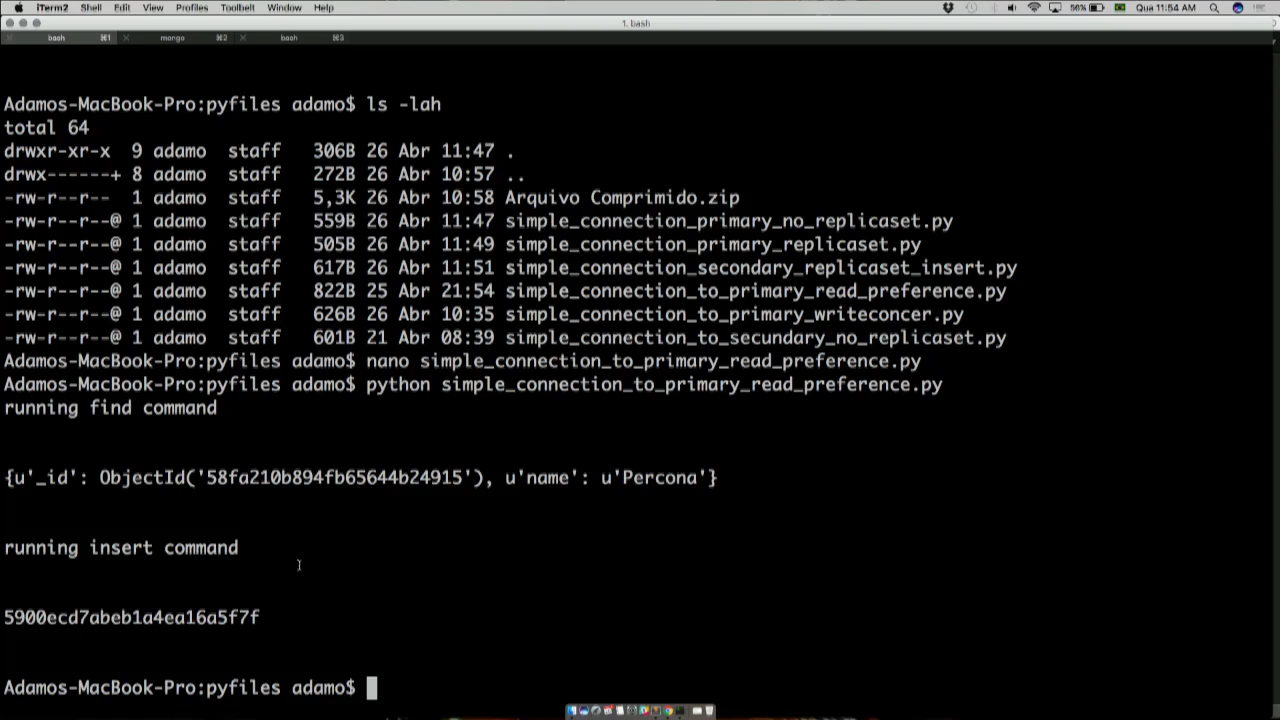 iTerm2 Shell Edit View Profiles Toolbelt Window Help 56% Qua 11:54 AM
1. bash
bash ⌘1 mongo ⌘2 bash ⌘3
Adamos-MacBook-Pro:pyfiles adamo$ ls -lah
total 64
drwxr-xr-x 9 adamo staff 306B 26 Abr 11:47 .
drwx------+ 8 adamo staff 272B 26 Abr 10:57 ..
-rw-r--r-- 1 adamo staff 5,3K 26 Abr 10:58 Arquivo Comprimido.zip
-rw-r--r--@ 1 adamo staff 559B 26 Abr 11:47 simple_connection_primary_no_replicaset.py
-rw-r--r--@ 1 adamo staff 505B 26 Abr 11:49 simple_connection_primary_replicaset.py
-rw-r--r--@ 1 adamo staff 617B 26 Abr 11:51 simple_connection_secondary_replicaset_insert.py
-rw-r--r--@ 1 adamo staff 822B 25 Abr 21:54 simple_connection_to_primary_read_preference.py
-rw-r--r--@ 1 adamo staff 626B 26 Abr 10:35 simple_connection_to_primary_writeconcer.py
-rw-r--r--@ 1 adamo staff 601B 21 Abr 08:39 simple_connection_to_secundary_no_replicaset.py
Adamos-MacBook-Pro:pyfiles adamo$ nano simple_connection_to_primary_read_preference.py
Adamos-MacBook-Pro:pyfiles adamo$ python simple_connection_to_primary_read_preference.py
running find command
{u'_id': ObjectId('58fa210b894fb65644b24915'), u'name': u'Percona'}
running insert command
5900ecd7abeb1a4ea16a5f7f
Adamos-MacBook-Pro:pyfiles adamo$